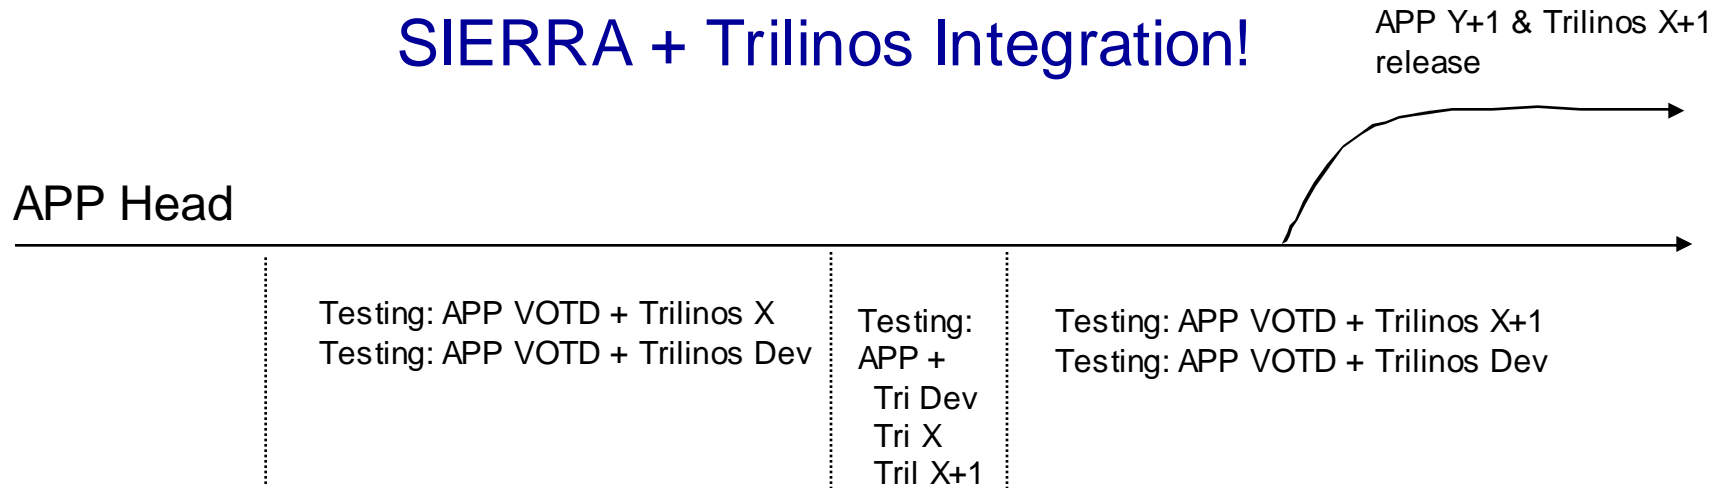 SIERRA + Trilinos Integration!
APP Y+1 & Trilinos X+1
release
APP Head
Testing: APP VOTD + Trilinos X
Testing: APP VOTD + Trilinos Dev
Testing:
APP +
Tri Dev
Tri X
Tril X+1
Testing: APP VOTD + Trilinos X+1
Testing: APP VOTD + Trilinos Dev